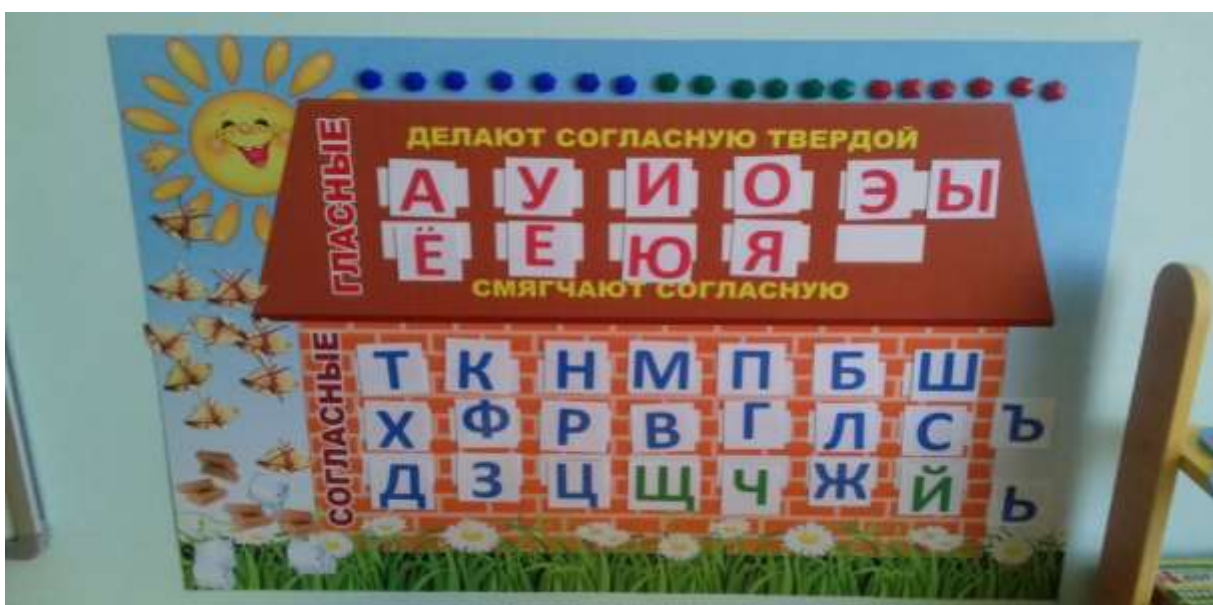 ГЛАСНЫЕ
ДЕЛАЮТ СОГЛАСНУЮ ТВЕРДОЙ
А У И О Э Ы
Ё Е Ю Я
СМЯГЧАЮТ СОГЛАСНУЮ
СОГЛАСНЫЕ
Т К Н М П Б Ш
Х Ф Р В Г Л С Ъ
Д З Ц Щ Ч Ж Й Ь